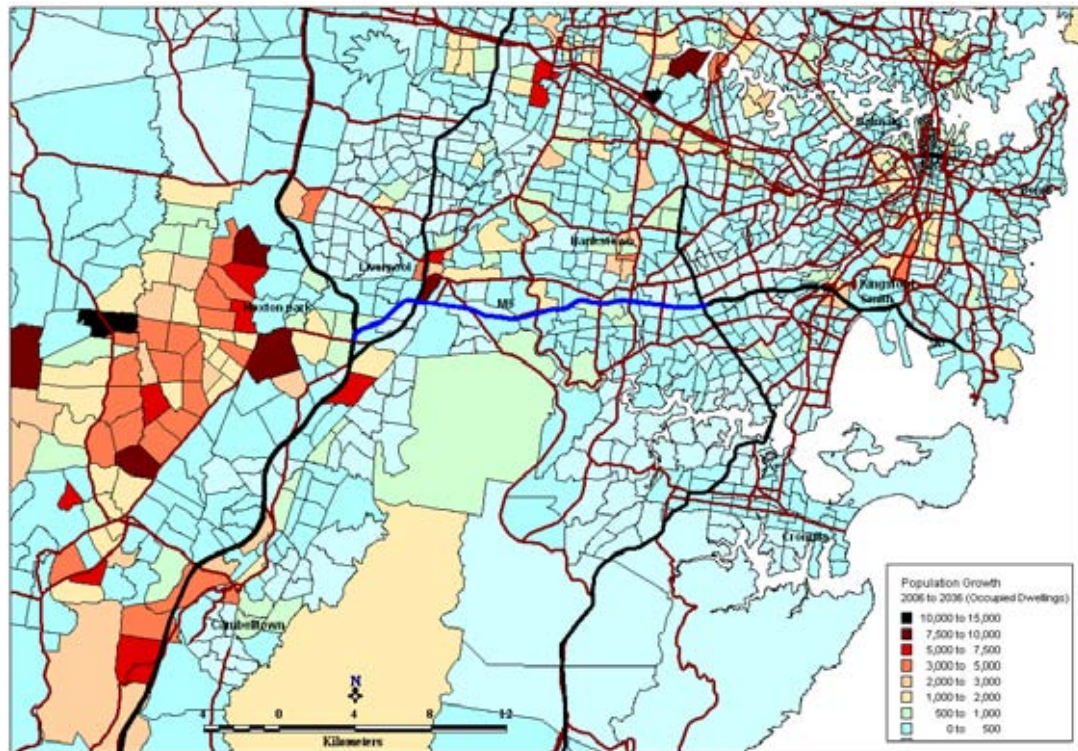 Liverpool
Bankstown
Hoxton park
M5
Kingsford
Smith
Cronulla
Campbelltown
N
4 0 4 8 12
Kilometers
Population Growth
2006 to 2036 (Occupied Dwellings)
10,000 to 15,000
7,500 to 10,000
5,000 to 7,500
3,000 to 5,000
2,000 to 3,000
1,000 to 2,000
500 to 1,000
0 to 500